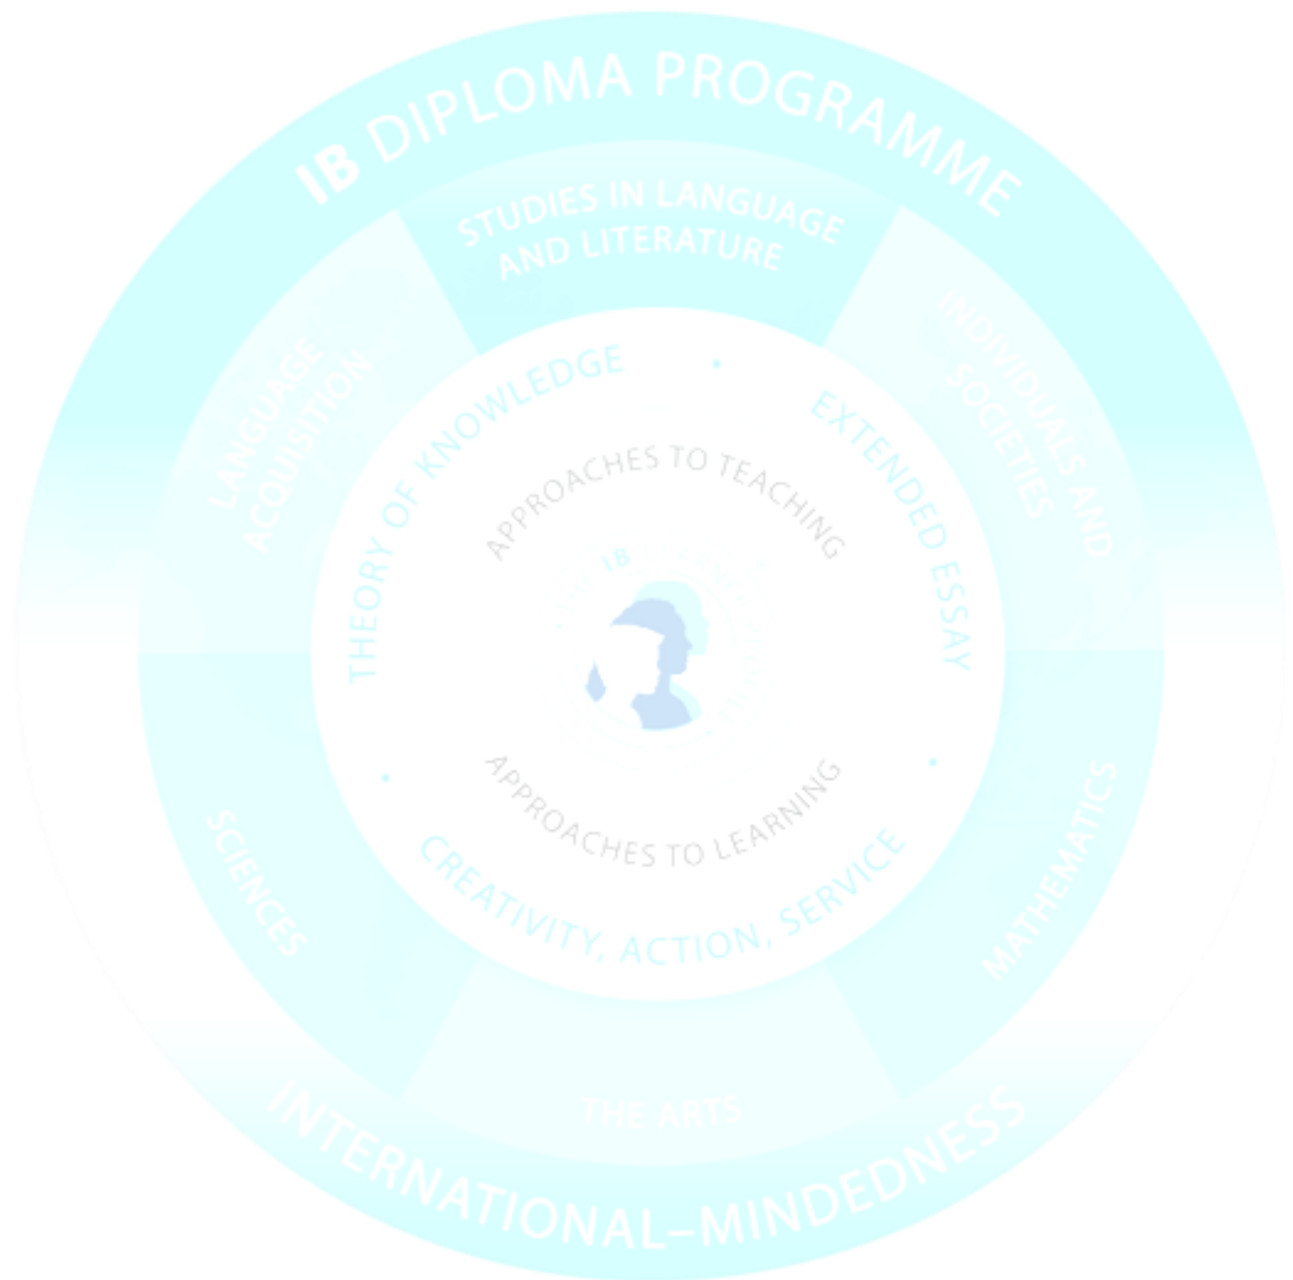 IB DIPLOMA PROGRAMME
STUDIES IN LANGUAGE
AND LITERATURE
LANGUAGE
ACQUISITION
INDIVIDUALS AND
SOCIETIES
THEORY OF KNOWLEDGE
EXTENDED ESSAY
APPROACHES TO TEACHING
IB
APPROACHES TO LEARNING
CREATIVITY, ACTION, SERVICE
SCIENCES
MATHEMATICS
THE ARTS
INTERNATIONAL–MINDEDNESS